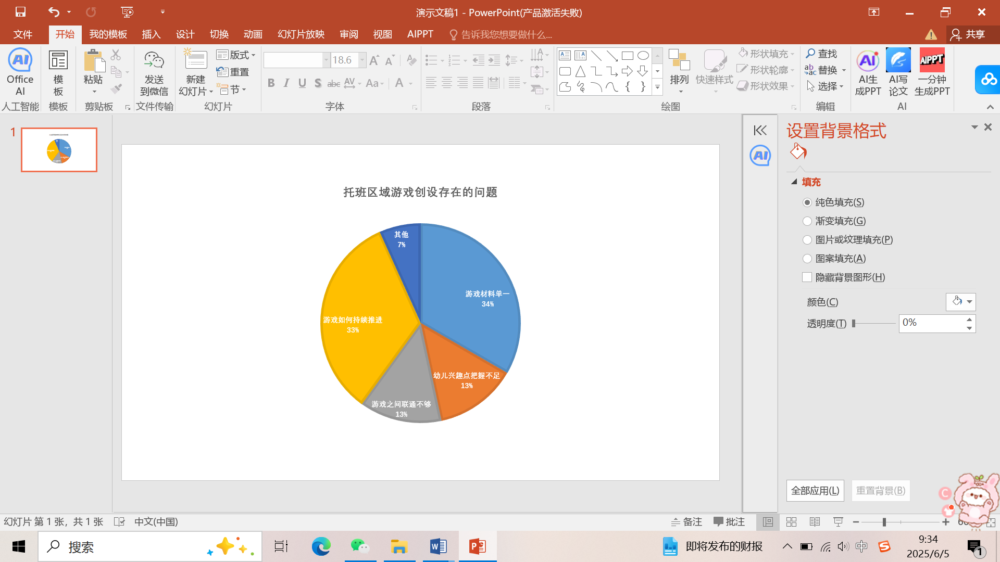 演示文稿1 - PowerPoint(产品激活失败)
文件 开始 我的模板 插入 设计 切换 动画 幻灯片放映 审阅 视图 AIPPT 告诉我您想要做什么... 共享
Office AI
人工智能
模板
模板
粘贴
剪贴板
发送到微信
文件传输
新建幻灯片
版式
重置
节
幻灯片
18.6
B I U S abc AV Aa A
字体
段落
排列
快速样式
形状填充
形状轮廓
形状效果
绘图
查找
替换
选择
编辑
AI生成PPT
AI写论文
一分钟生成PPT
AI
1
托班区域游戏创设存在的问题
其他
7%
游戏材料单一
34%
游戏如何持续推进
33%
幼儿兴趣点把握不足
13%
游戏之间联通不够
13%
设置背景格式
填充
纯色填充(S)
渐变填充(G)
图片或纹理填充(P)
图案填充(A)
隐藏背景图形(H)
颜色(C)
透明度(T) 0%
全部应用(L) 重置背景(B)
幻灯片 第 1 张，共 1 张 中文(中国) 备注 批注
搜索
即将发布的财报
中
9:34
2025/6/5
1